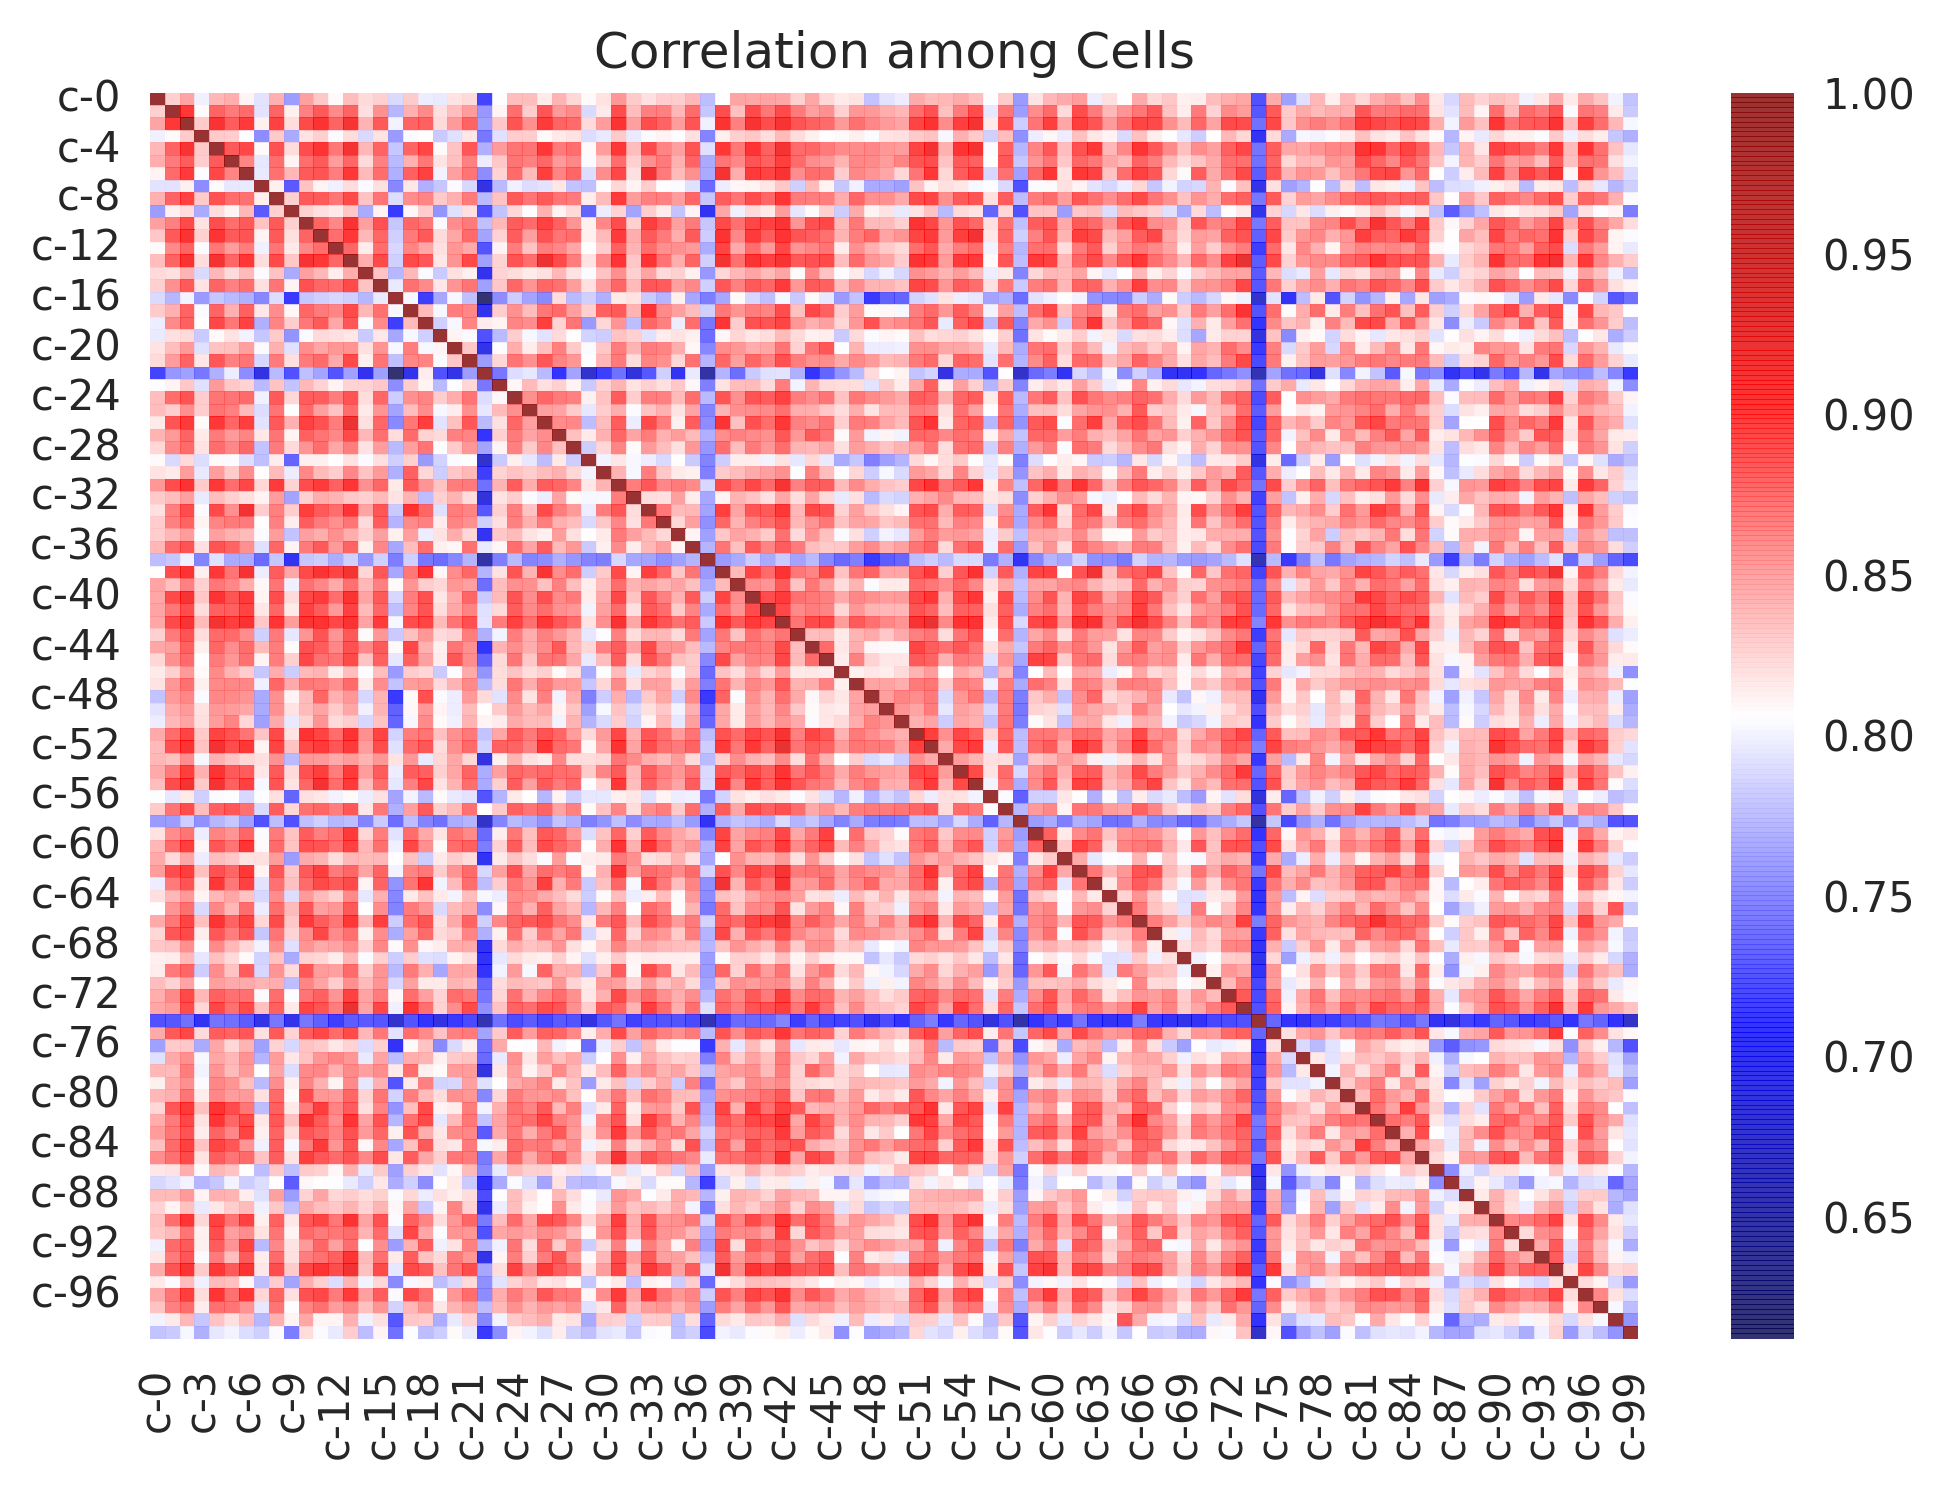 Correlation among Cells
c-0
c-4
c-8
c-12
c-16
c-20
c-24
c-28
c-32
c-36
c-40
c-44
c-48
c-52
c-56
c-60
c-64
c-68
c-72
c-76
c-80
c-84
c-88
c-92
c-96
c-0
c-3
c-6
c-9
c-12
c-15
c-18
c-21
c-24
c-27
c-30
c-33
c-36
c-39
c-42
c-45
c-48
c-51
c-54
c-57
c-60
c-63
c-66
c-69
c-72
c-75
c-78
c-81
c-84
c-87
c-90
c-93
c-96
c-99
1.00
0.95
0.90
0.85
0.80
0.75
0.70
0.65